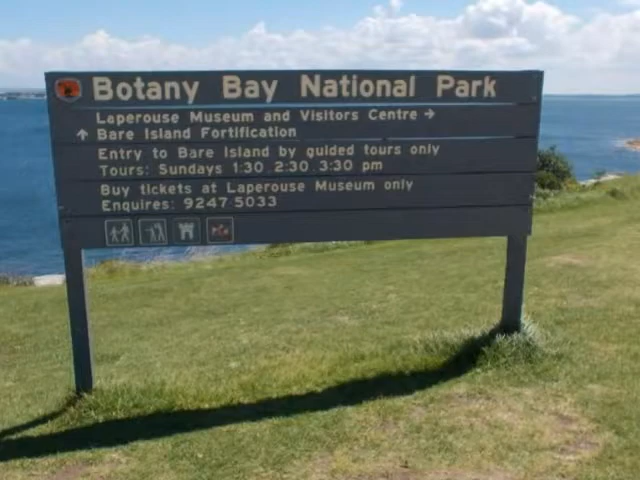 Botany Bay National Park
Laperouse Museum and Visitors Centre →
↑ Bare Island Fortification
Entry to Bare Island by guided tours only
Tours: Sundays 1:30 2:30 3:30 pm
Buy tickets at Laperouse Museum only
Enquires: 9247 5033